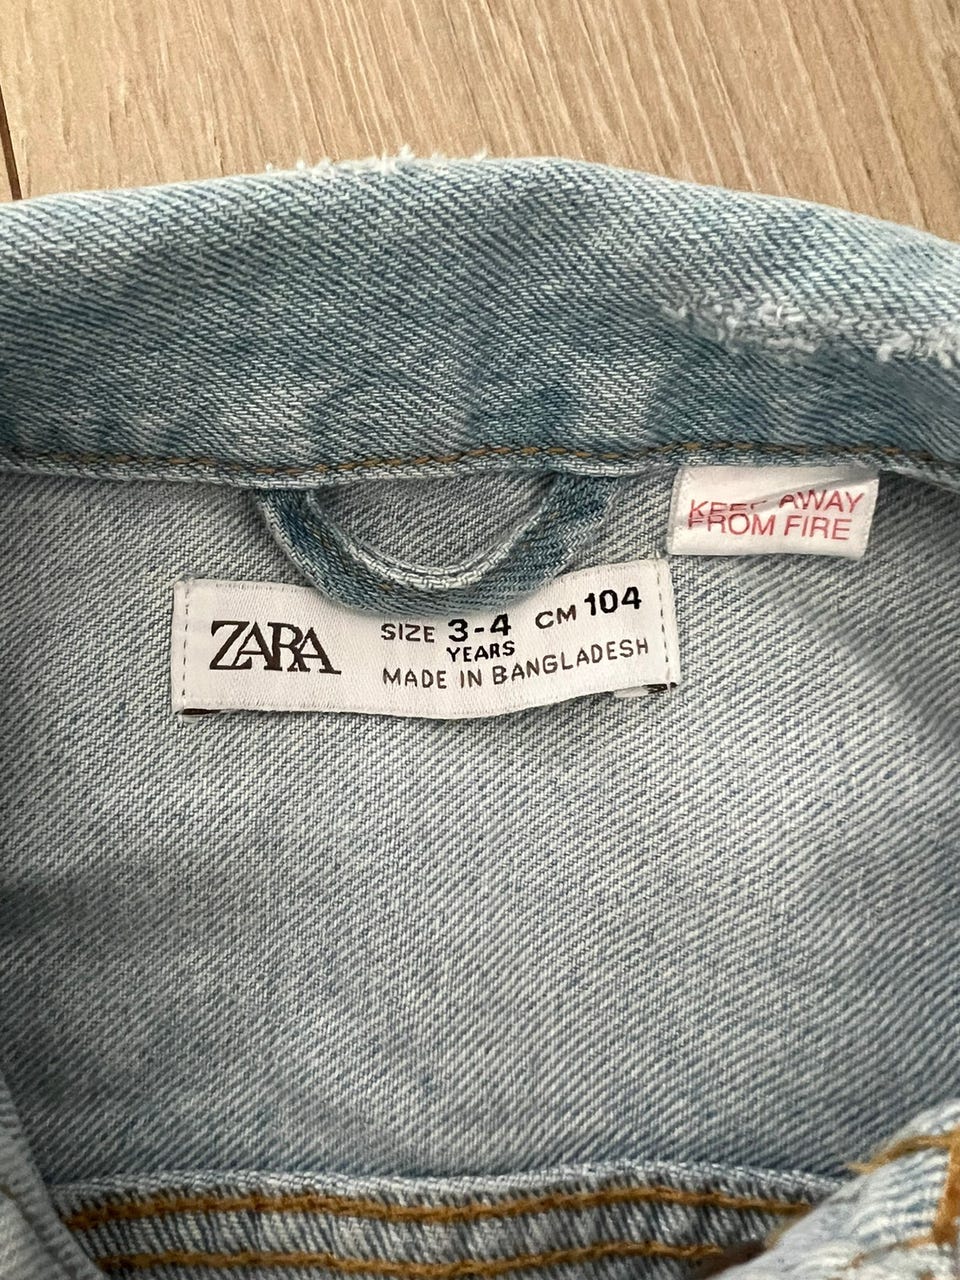 KEEP AWAY
FROM FIRE
ZARA
SIZE 3-4 CM 104
YEARS
MADE IN BANGLADESH